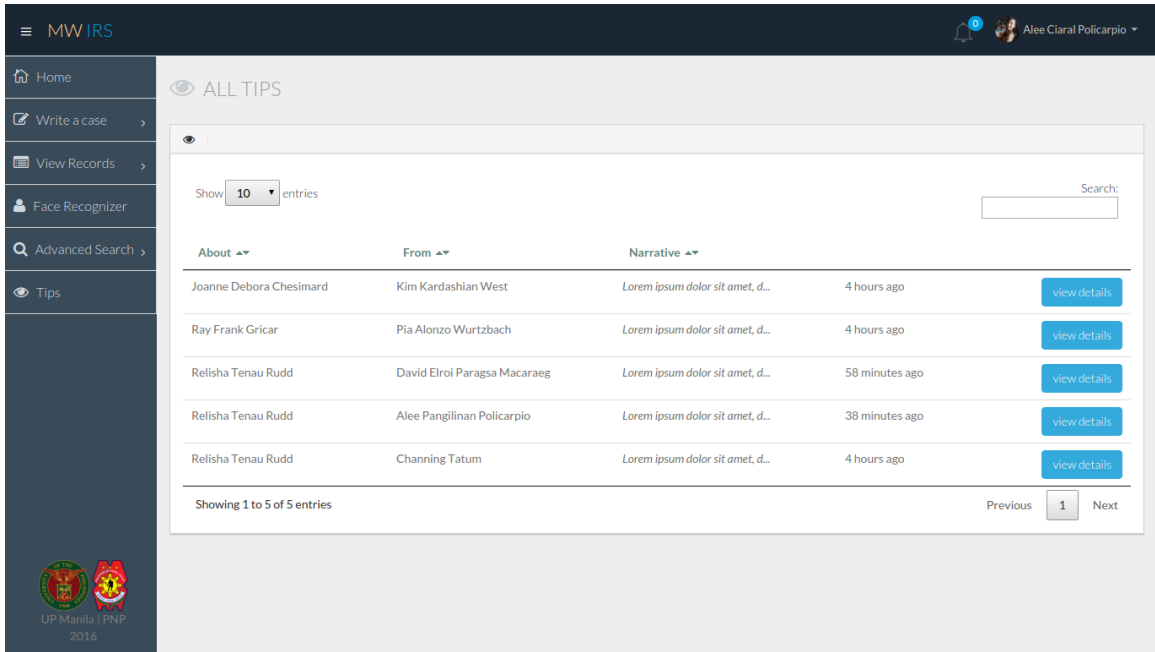 MW IRS
0
Alee Ciaral Policarpio
Home
Write a case
View Records
Face Recognizer
Advanced Search
Tips
ALL TIPS
Show 10 entries
Search:
About From Narrative
Joanne Debora Chesimard Kim Kardashian West Lorem ipsum dolor sit amet, d... 4 hours ago view details
Ray Frank Gricar Pia Alonzo Wurtzbach Lorem ipsum dolor sit amet, d... 4 hours ago view details
Relisha Tenau Rudd David Elroi Paragsa Macaraeg Lorem ipsum dolor sit amet, d... 58 minutes ago view details
Relisha Tenau Rudd Alee Pangilinan Policarpio Lorem ipsum dolor sit amet, d... 38 minutes ago view details
Relisha Tenau Rudd Channing Tatum Lorem ipsum dolor sit amet, d... 4 hours ago view details
Showing 1 to 5 of 5 entries
Previous 1 Next
UP Manila | PNP
2016